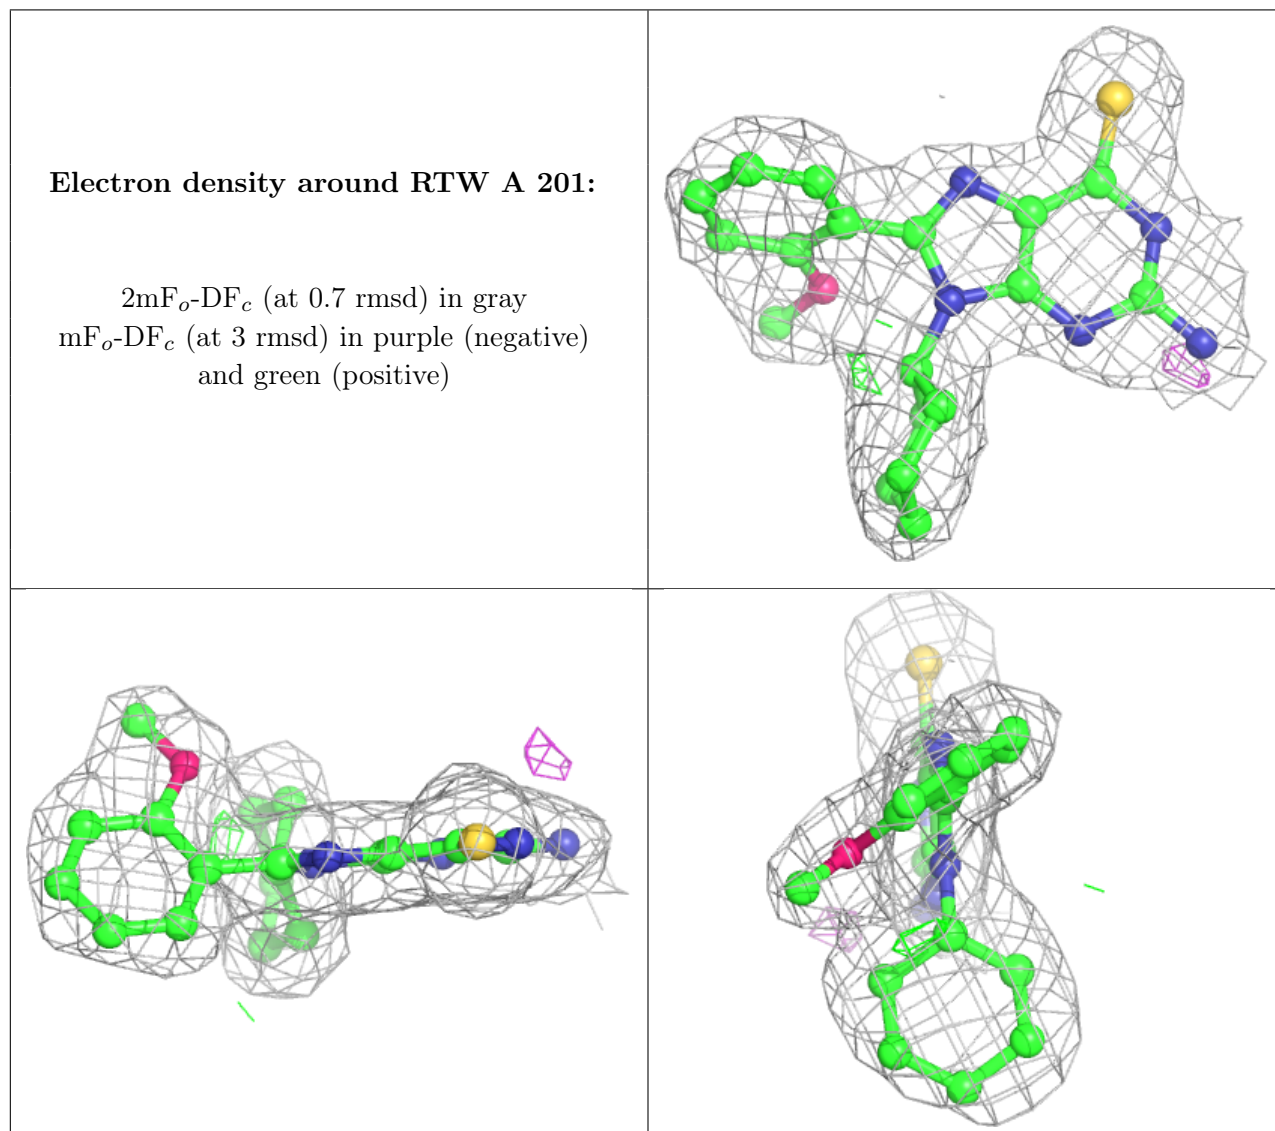 Electron density around RTW A 201:
2mFo-DFc (at 0.7 rmsd) in gray
mFo-DFc (at 3 rmsd) in purple (negative)
and green (positive)